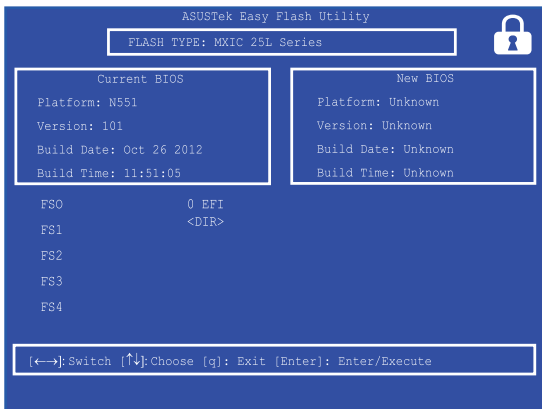 ASUSTek Easy Flash Utility
FLASH TYPE: MXIC 25L Series
Current BIOS
Platform: N551
Version: 101
Build Date: Oct 26 2012
Build Time: 11:51:05
New BIOS
Platform: Unknown
Version: Unknown
Build Date: Unknown
Build Time: Unknown
FSO 0 EFI
FS1 <DIR>
FS2
FS3
FS4
[←→]: Switch [↑↓]: Choose [q]: Exit [Enter]: Enter/Execute